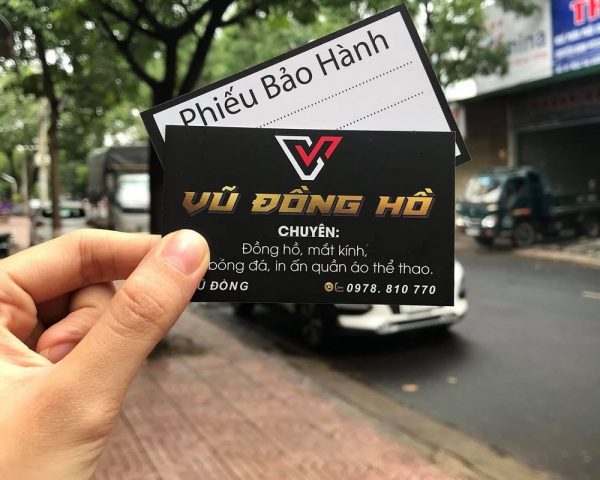 Phiếu Bảo Hành
VŨ ĐỒNG HỒ
CHUYÊN:
Đồng hồ, mắt kính,
bóng đá, in ấn quần áo thể thao.
0978. 810 770